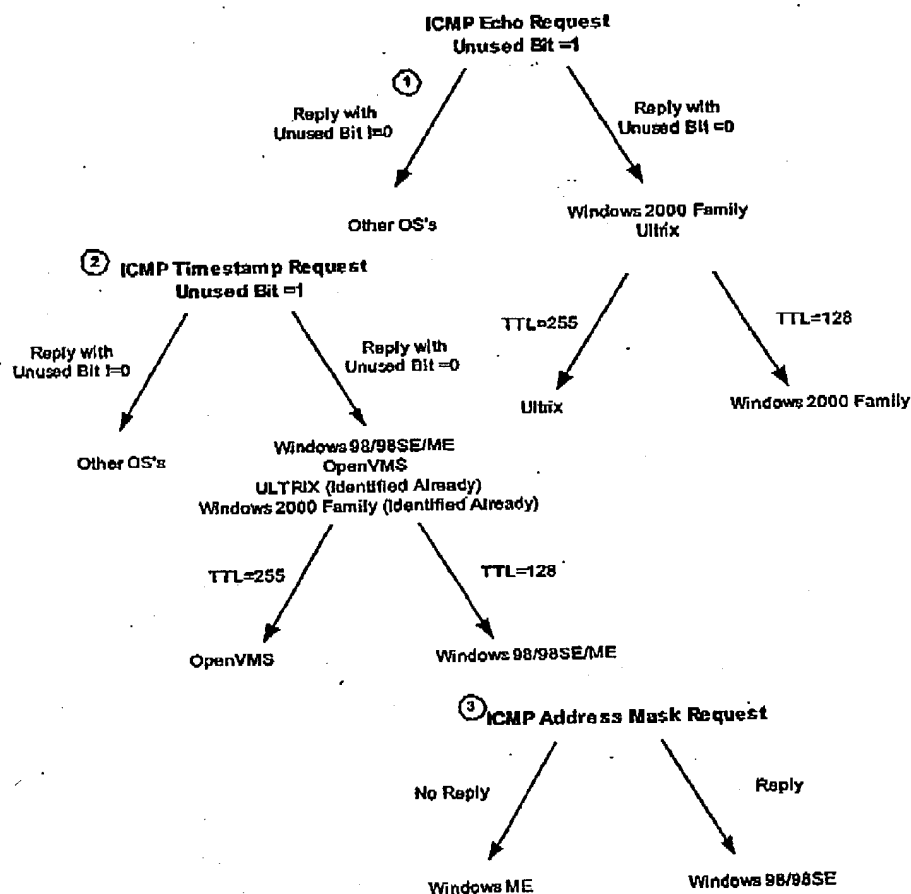 ICMP Echo Request
Unused Bit =1
1
Reply with
Unused Bit !=0
Reply with
Unused Bit =0
Other OS's
Windows 2000 Family
Ultrix
2
ICMP Timestamp Request
Unused Bit =1
TTL=255
TTL=128
Reply with
Unused Bit !=0
Reply with
Unused Bit =0
Ultrix
Windows 2000 Family
Other OS's
Windows 98/98SE/ME
OpenVMS
ULTRIX (Identified Already)
Windows 2000 Family (Identified Already)
TTL=255
TTL=128
OpenVMS
Windows 98/98SE/ME
3
ICMP Address Mask Request
No Reply
Reply
Windows ME
Windows 98/98SE